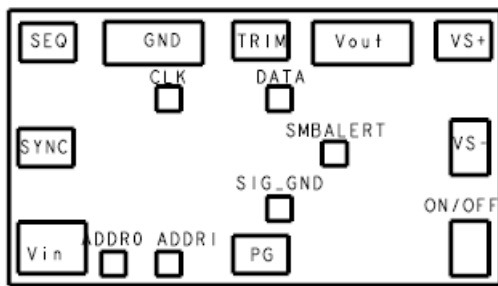 SEQ GND TRIM Vout VS+
CLK DATA
SMBALERT
SYNC VS-
SIG_GND
ON/OFF
ADDR0 ADDR1
Vin PG